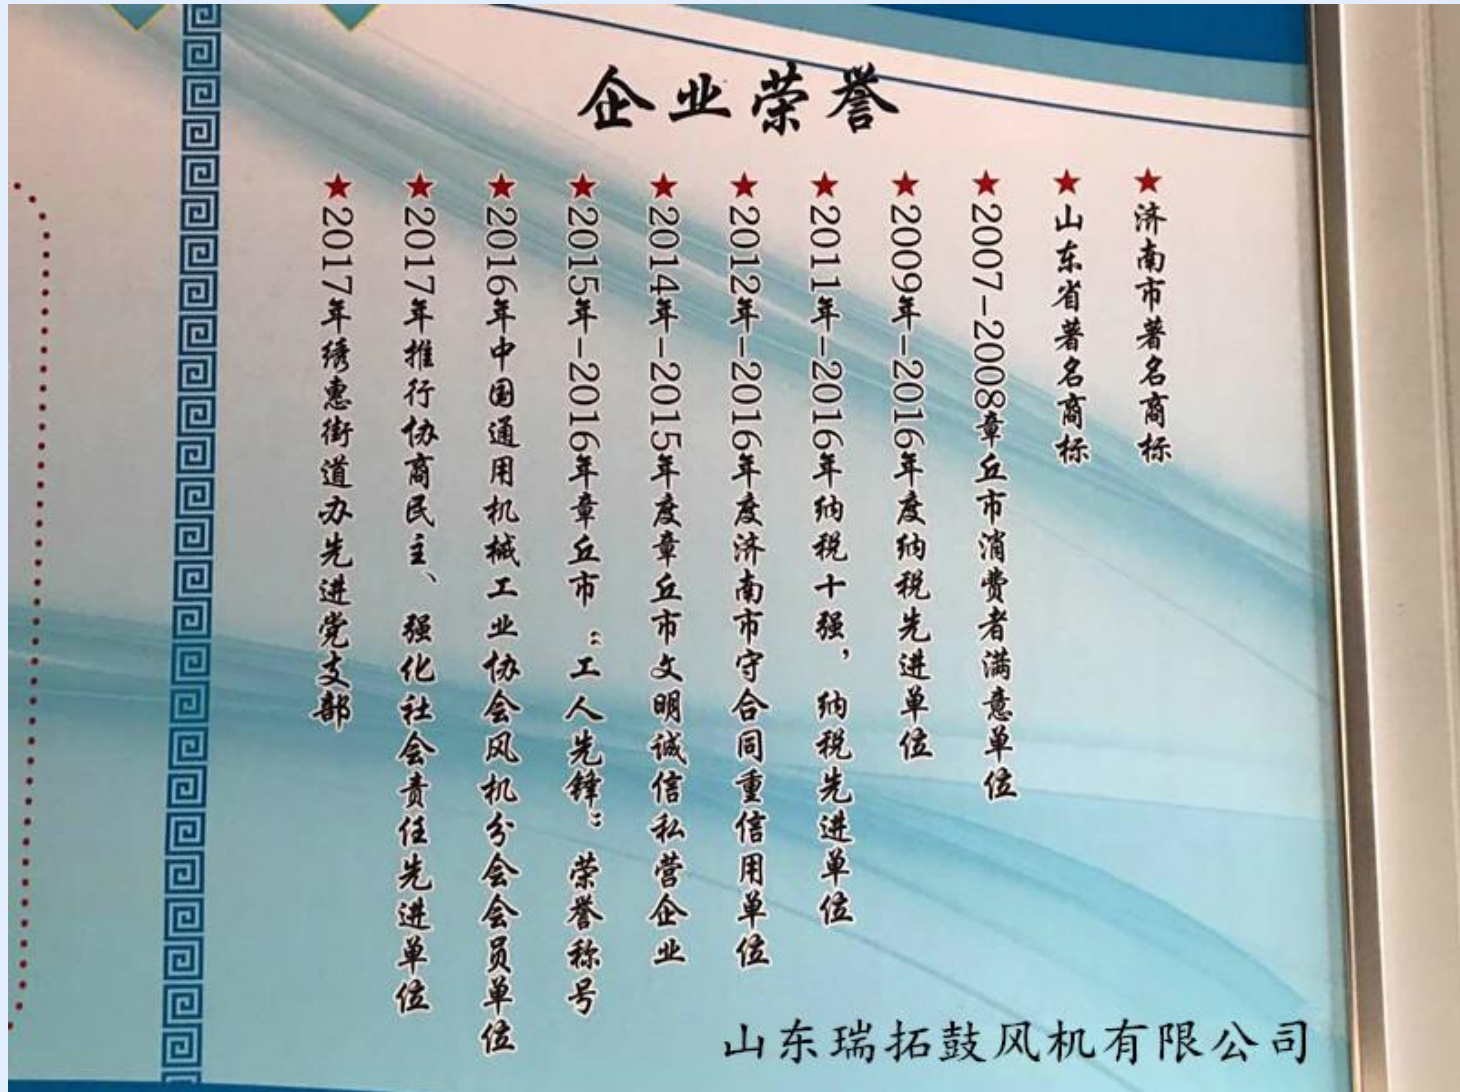 企业荣誉
★济南市著名商标
★山东省著名商标
★2007-2008章丘市消费者满意单位
★2009年-2016年度纳税先进单位
★2011年-2016年纳税十强，纳税先进单位
★2012年-2016年度济南市守合同重信用单位
★2014年-2015年度章丘市文明诚信私营企业
★2015年-2016年章丘市“工人先锋”荣誉称号
★2016年中国通用机械工业协会风机分会会员单位
★2017年推行协商民主、强化社会责任先进单位
★2017年绣惠街道办先进党支部
山东瑞拓鼓风机有限公司